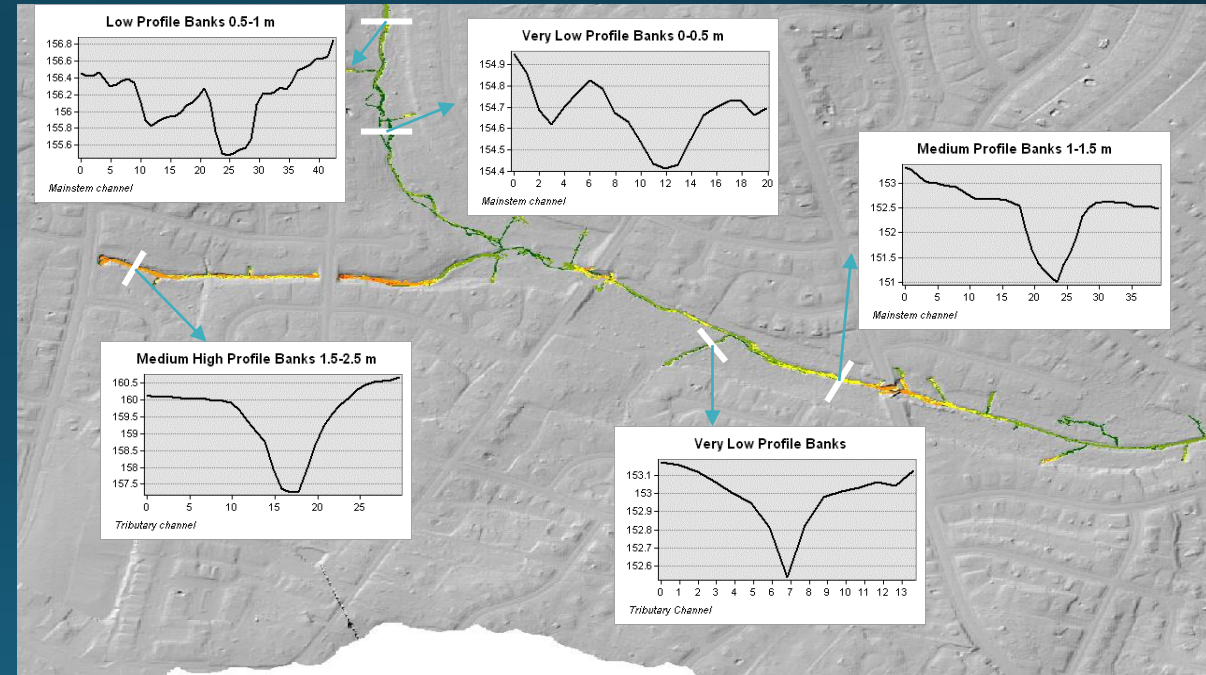 Low Profile Banks 0.5-1 m
156.8
156.6
156.4
156.2
156
155.8
155.6
0 5 10 15 20 25 30 35 40
Mainstem channel
Very Low Profile Banks 0-0.5 m
154.9
154.8
154.7
154.6
154.5
154.4
0 2 4 6 8 10 12 14 16 18 20
Mainstem channel
Medium Profile Banks 1-1.5 m
153
152.5
152
151.5
151
0 5 10 15 20 25 30 35
Mainstem channel
Medium High Profile Banks 1.5-2.5 m
160.5
160
159.5
159
158.5
158
157.5
0 5 10 15 20 25
Tributary channel
Very Low Profile Banks
153.1
153
152.9
152.8
152.7
152.6
0 1 2 3 4 5 6 7 8 9 10 11 12 13
Tributary Channel